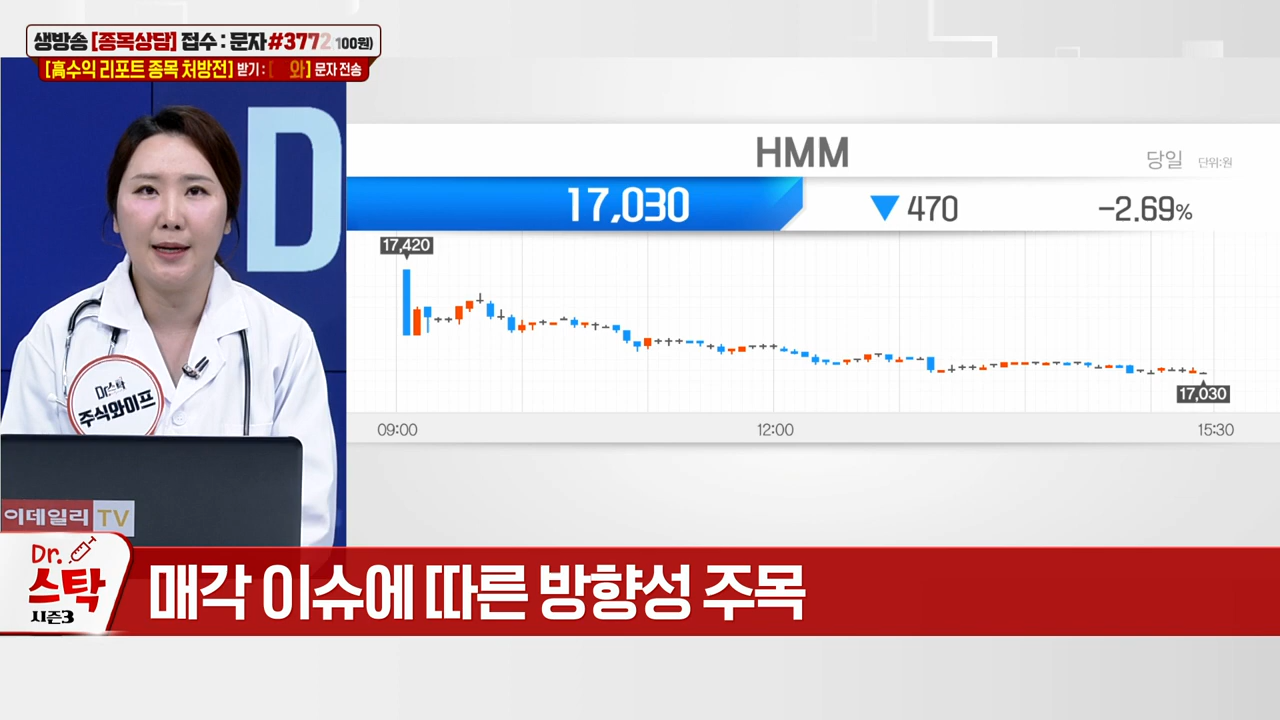 생방송 [종목상담] 접수 : 문자 #3772 100원)
[高수익 리포트 종목 처방전] 받기 : [ 와] 문자 전송
D
HMM
당일 단위:원
17,030 ▼ 470 -2.69%
17,420
17,030
09:00 12:00 15:30
Dr.스탁
주식와이프
이데일리 TV
Dr.
스탁
시즌3
매각 이슈에 따른 방향성 주목